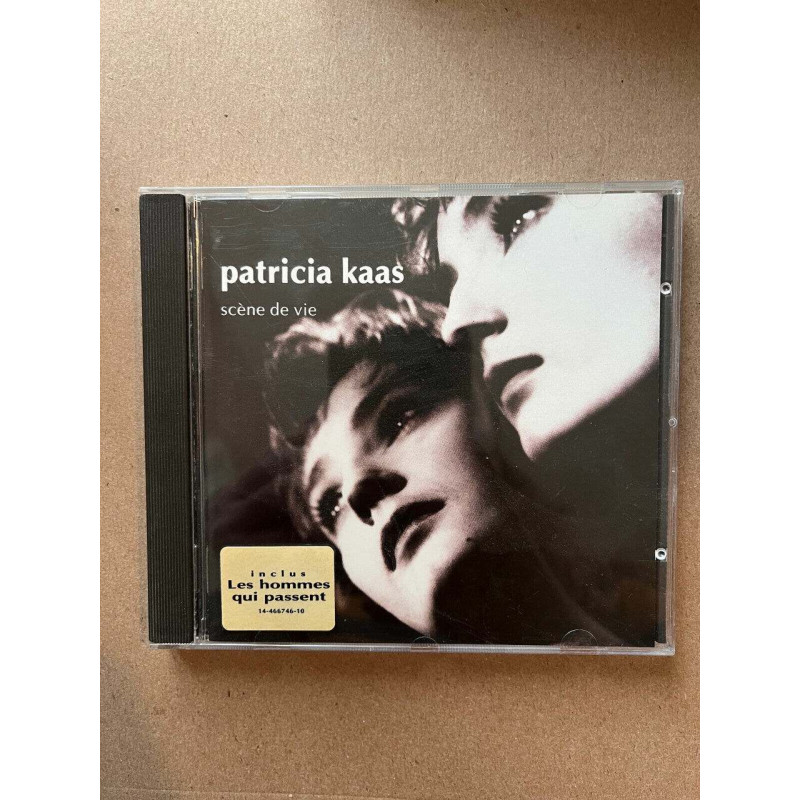 patricia kaas
scène de vie
inclus
Les hommes
qui passent
14-466746-10